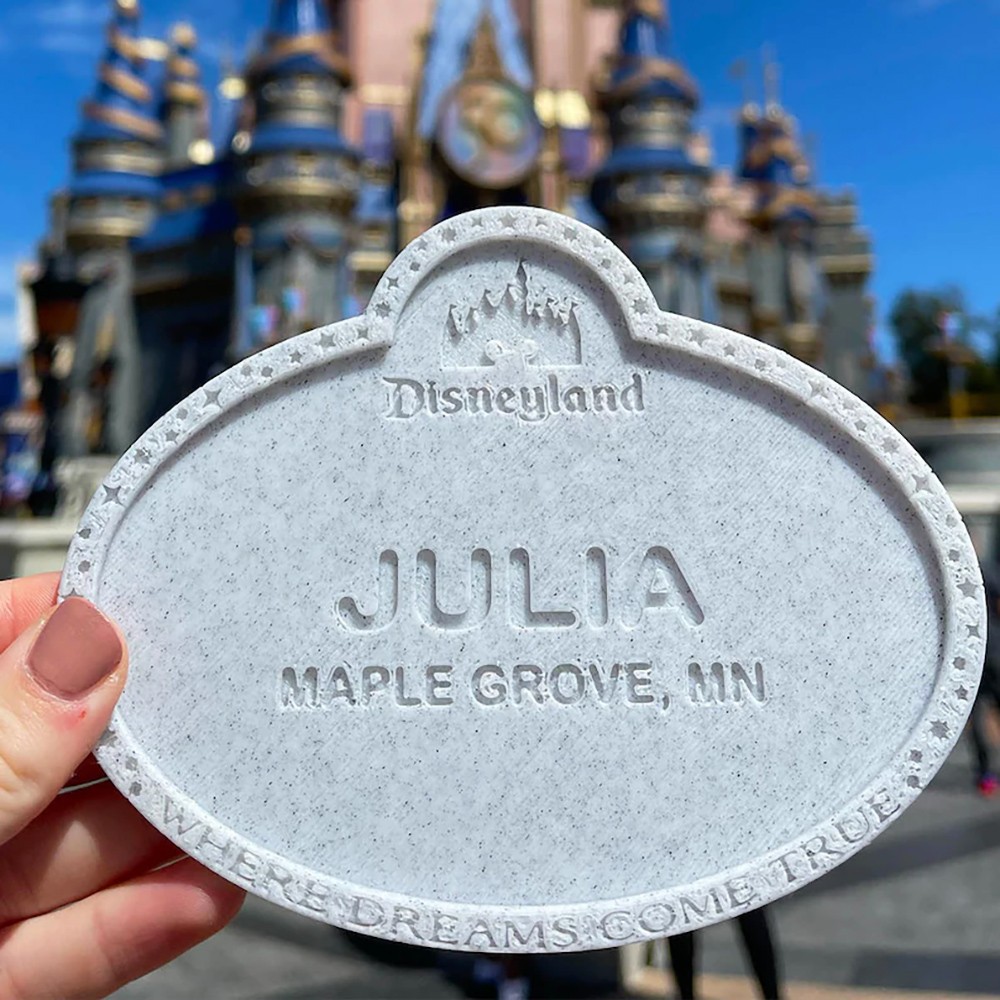 Disneyland
JULIA
MAPLE GROVE, MN
WHERE DREAMS COME TRUE